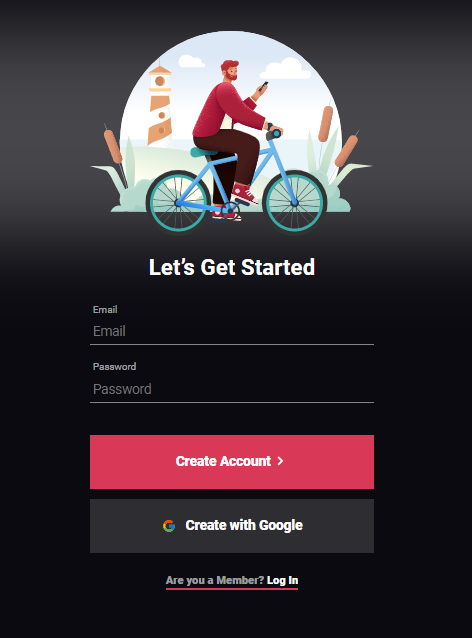 Let's Get Started
Email
Email
Password
Password
Create Account
Create with Google
Are you a Member? Log In